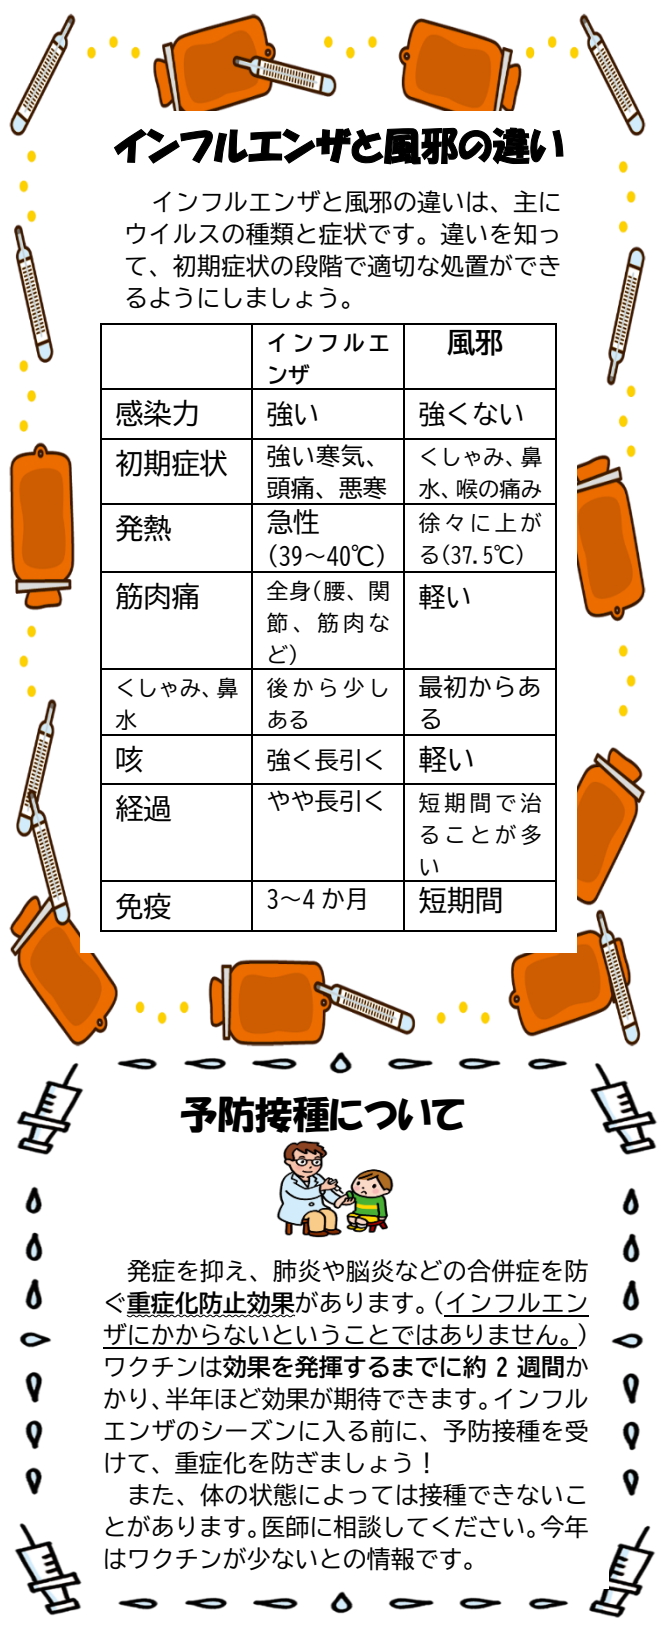 インフルエンザと風邪の違い
インフルエンザと風邪の違いは、主に
ウイルスの種類と症状です。違いを知っ
て、初期症状の段階で適切な処置ができ
るようにしましょう。
インフルエ
ンザ
風邪
感染力
強い
強くない
初期症状
強い寒気、
頭痛、悪寒
くしゃみ、鼻
水、喉の痛み
発熱
急性
(39～40℃)
徐々に上が
る(37.5℃)
筋肉痛
全身(腰、関
節、筋肉な
ど)
軽い
くしゃみ、鼻
水
後から少し
ある
最初からあ
る
咳
強く長引く
軽い
経過
やや長引く
短期間で治
ることが多
い
免疫
3～4 か月
短期間
予防接種について
発症を抑え、肺炎や脳炎などの合併症を防
ぐ重症化防止効果があります。(インフルエン
ザにかからないということではありません。)
ワクチンは効果を発揮するまでに約 2 週間か
かり、半年ほど効果が期待できます。インフル
エンザのシーズンに入る前に、予防接種を受
けて、重症化を防ぎましょう！
また、体の状態によっては接種できないこ
とがあります。医師に相談してください。今年
はワクチンが少ないとの情報です。